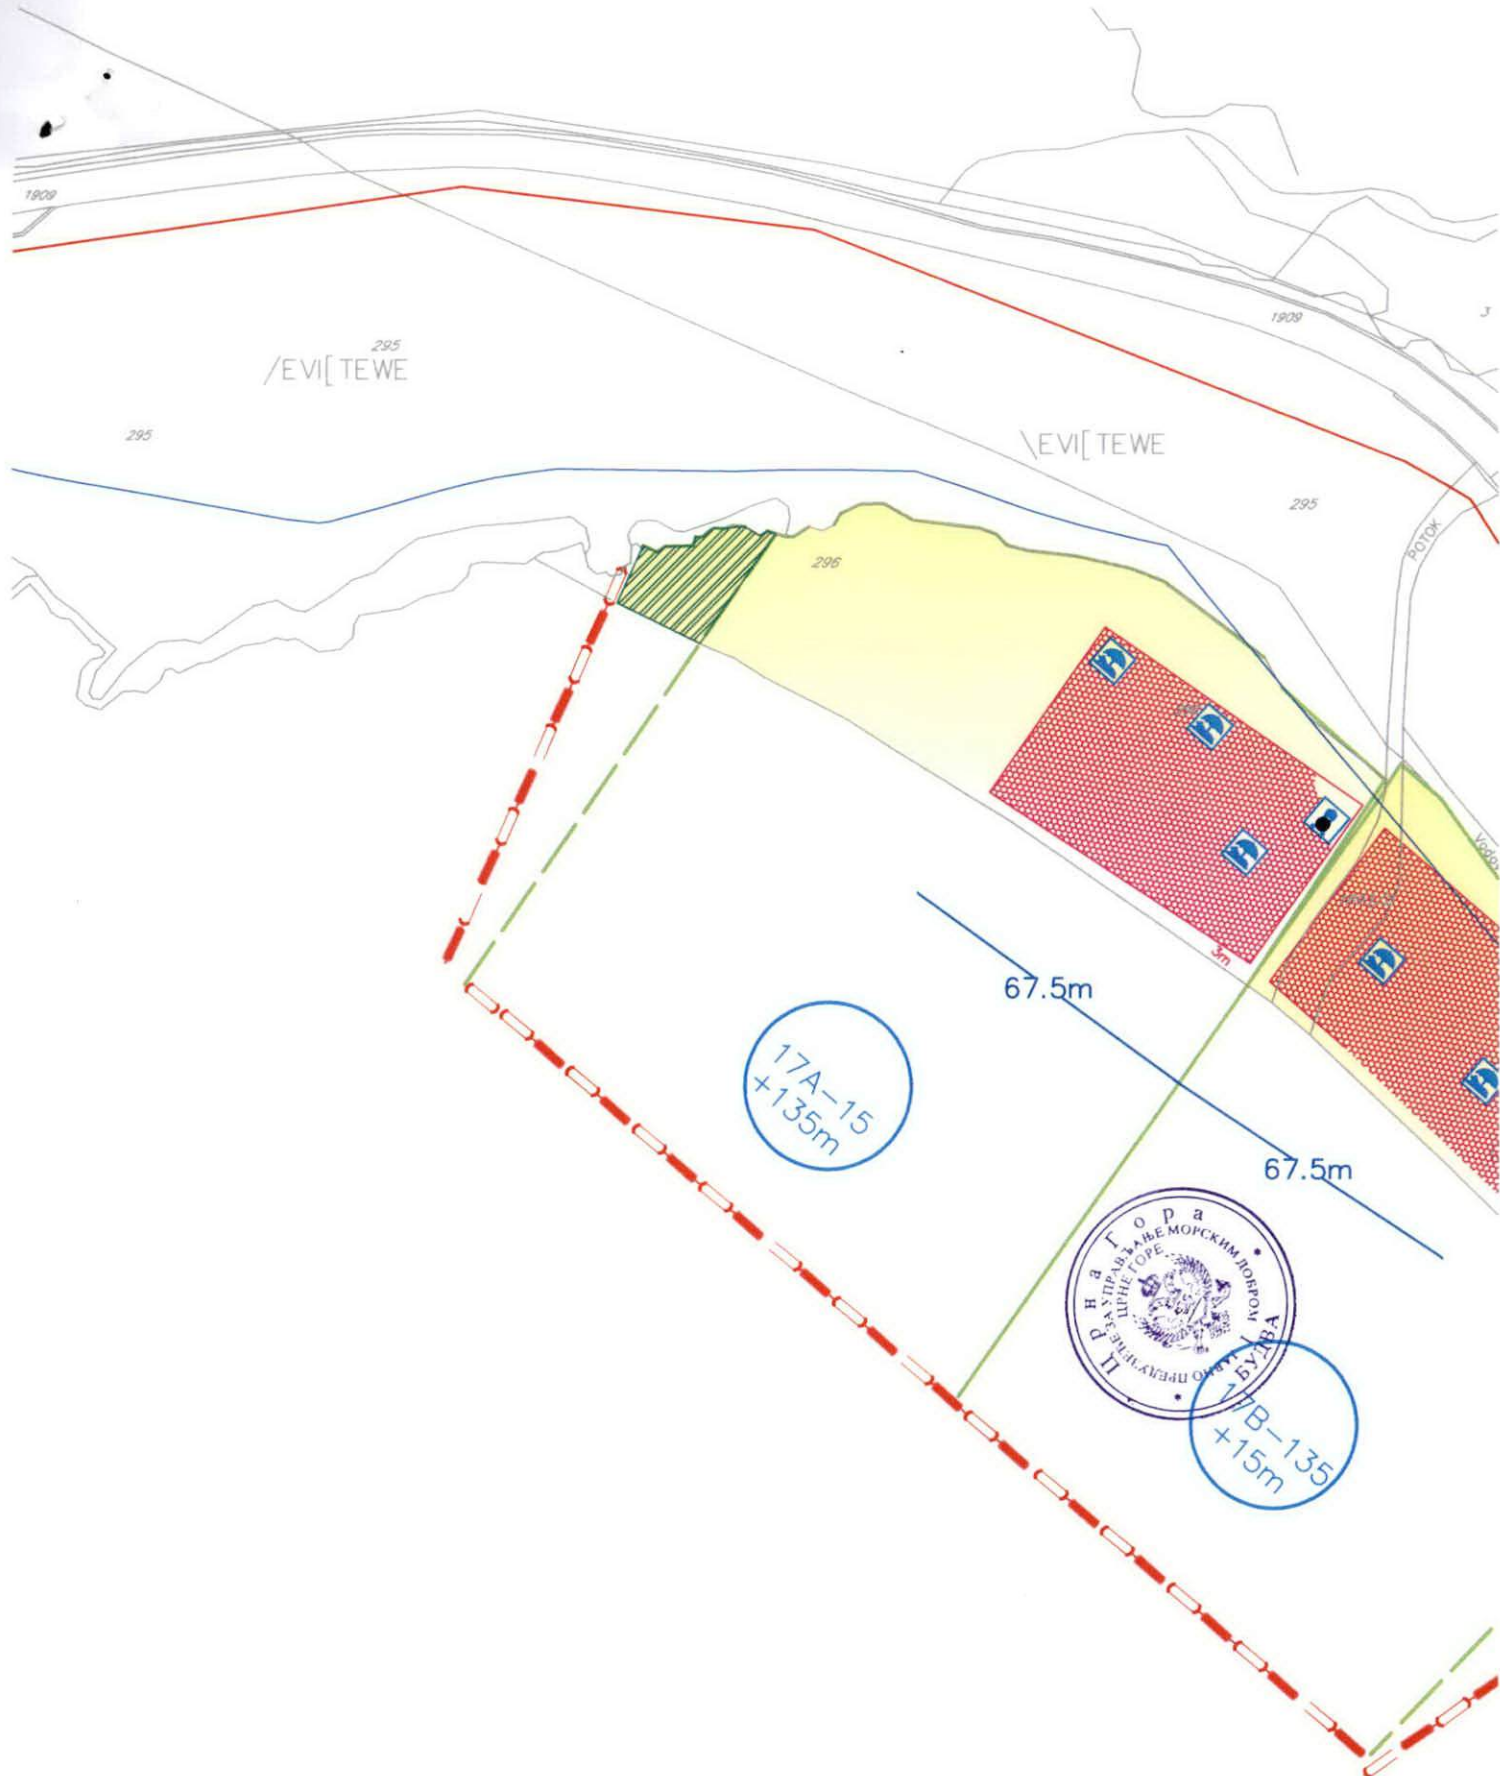 1909
1909
3
295
/EVI[ TEWE
295
\EVI[ TEWE
295
POTOK
296
3m
67.5m
17A-15
+135m
67.5m
Црна Гора
ЈАВНО ПРЕДУЗЕЋЕ ЗА УПРАВЉАЊЕ МОРСКИМ ДОБРОМ
ЦРНЕ ГОРЕ
БУДВА
17B-135
+15m